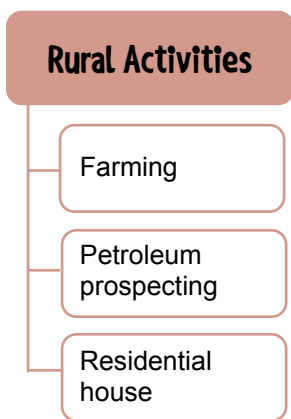 Rural Activities
Farming
Petroleum
prospecting
Residential
house